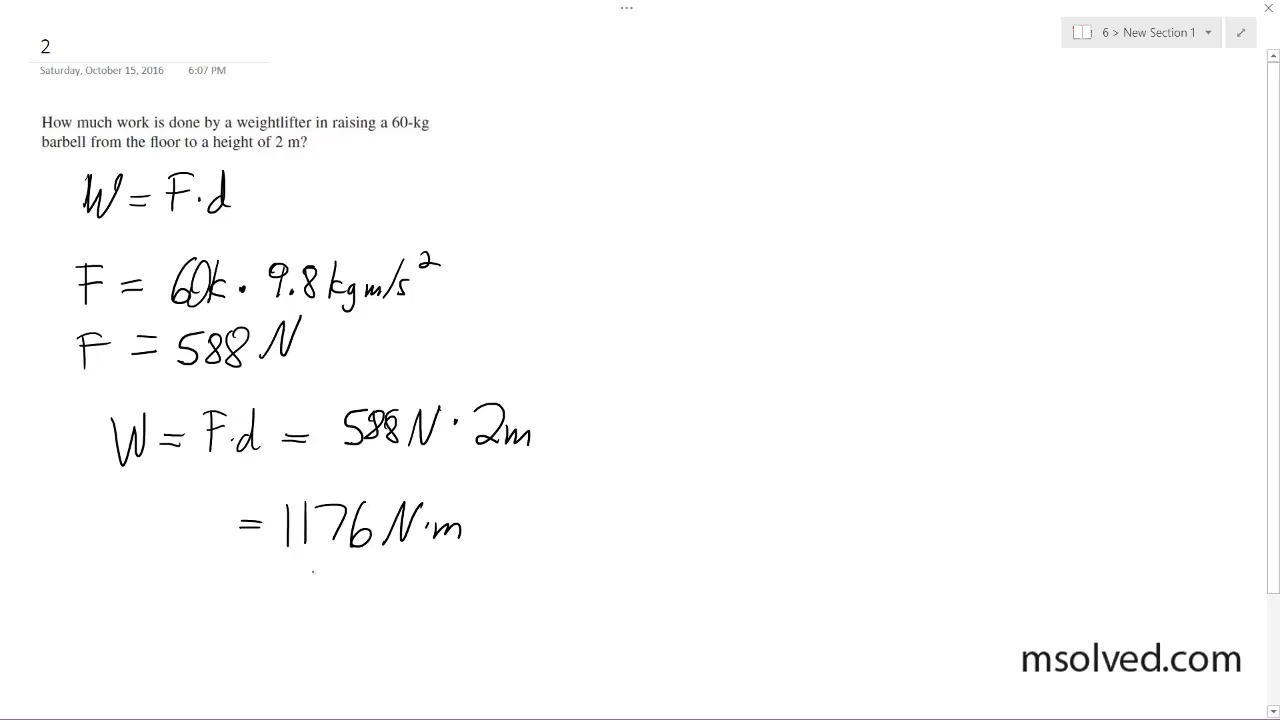 ...
6 > New Section 1
2
Saturday, October 15, 2016 6:07 PM
How much work is done by a weightlifter in raising a 60-kg
barbell from the floor to a height of 2 m?
W = F·d
F = 60k · 9.8 kg m/s²
F = 588 N
W = F·d = 588 N · 2m
= 1176 N·m
msolved.com